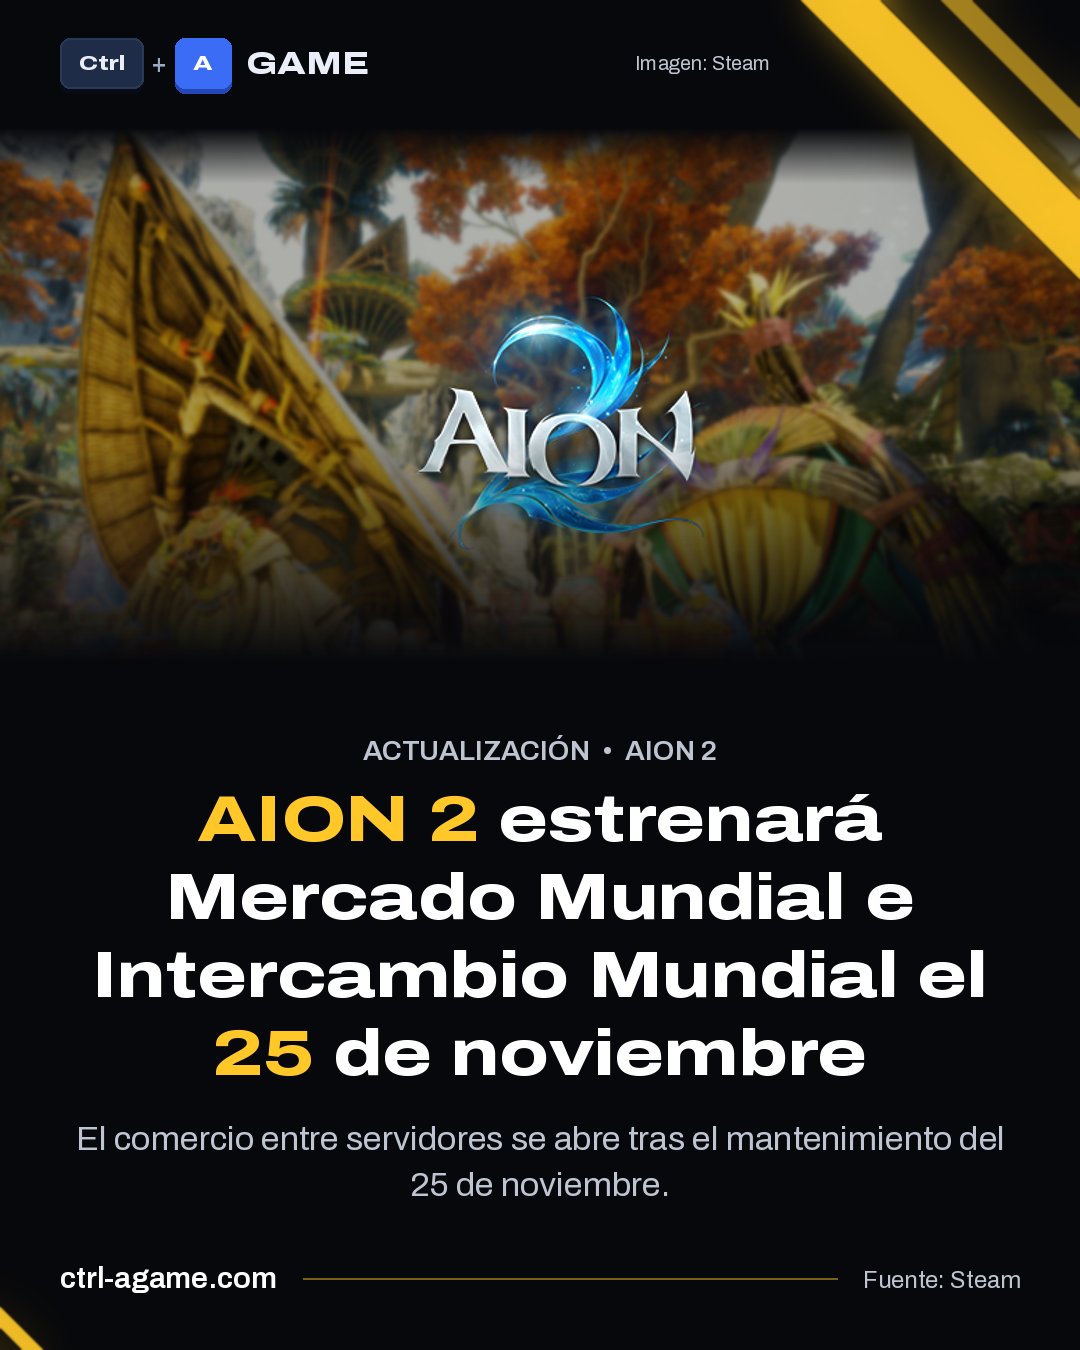 Ctrl + A GAME
Imagen: Steam
AION 2
ACTUALIZACIÓN • AION 2
AION 2 estrenará
Mercado Mundial e
Intercambio Mundial el
25 de noviembre
El comercio entre servidores se abre tras el mantenimiento del
25 de noviembre.
ctrl-agame.com
Fuente: Steam